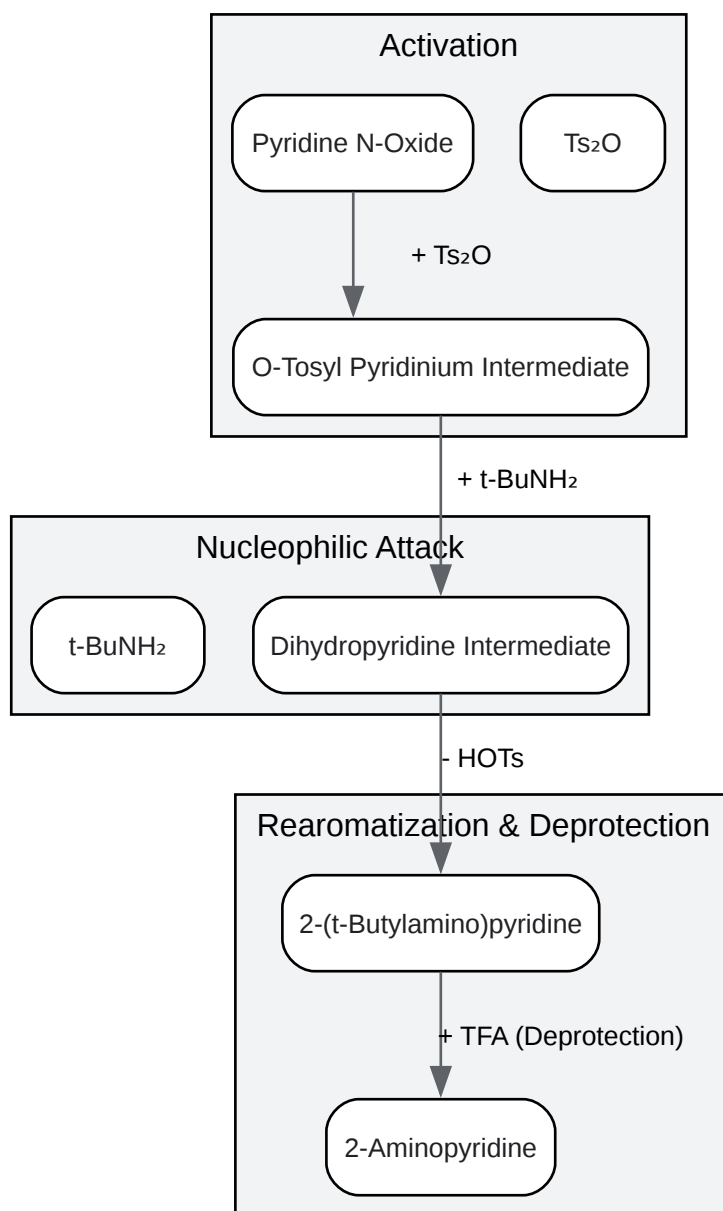 Activation
Pyridine N-Oxide
Ts₂O
+ Ts₂O
O-Tosyl Pyridinium Intermediate
+ t-BuNH₂
Nucleophilic Attack
t-BuNH₂
Dihydropyridine Intermediate
- HOTs
Rearomatization & Deprotection
2-(t-Butylamino)pyridine
+ TFA (Deprotection)
2-Aminopyridine